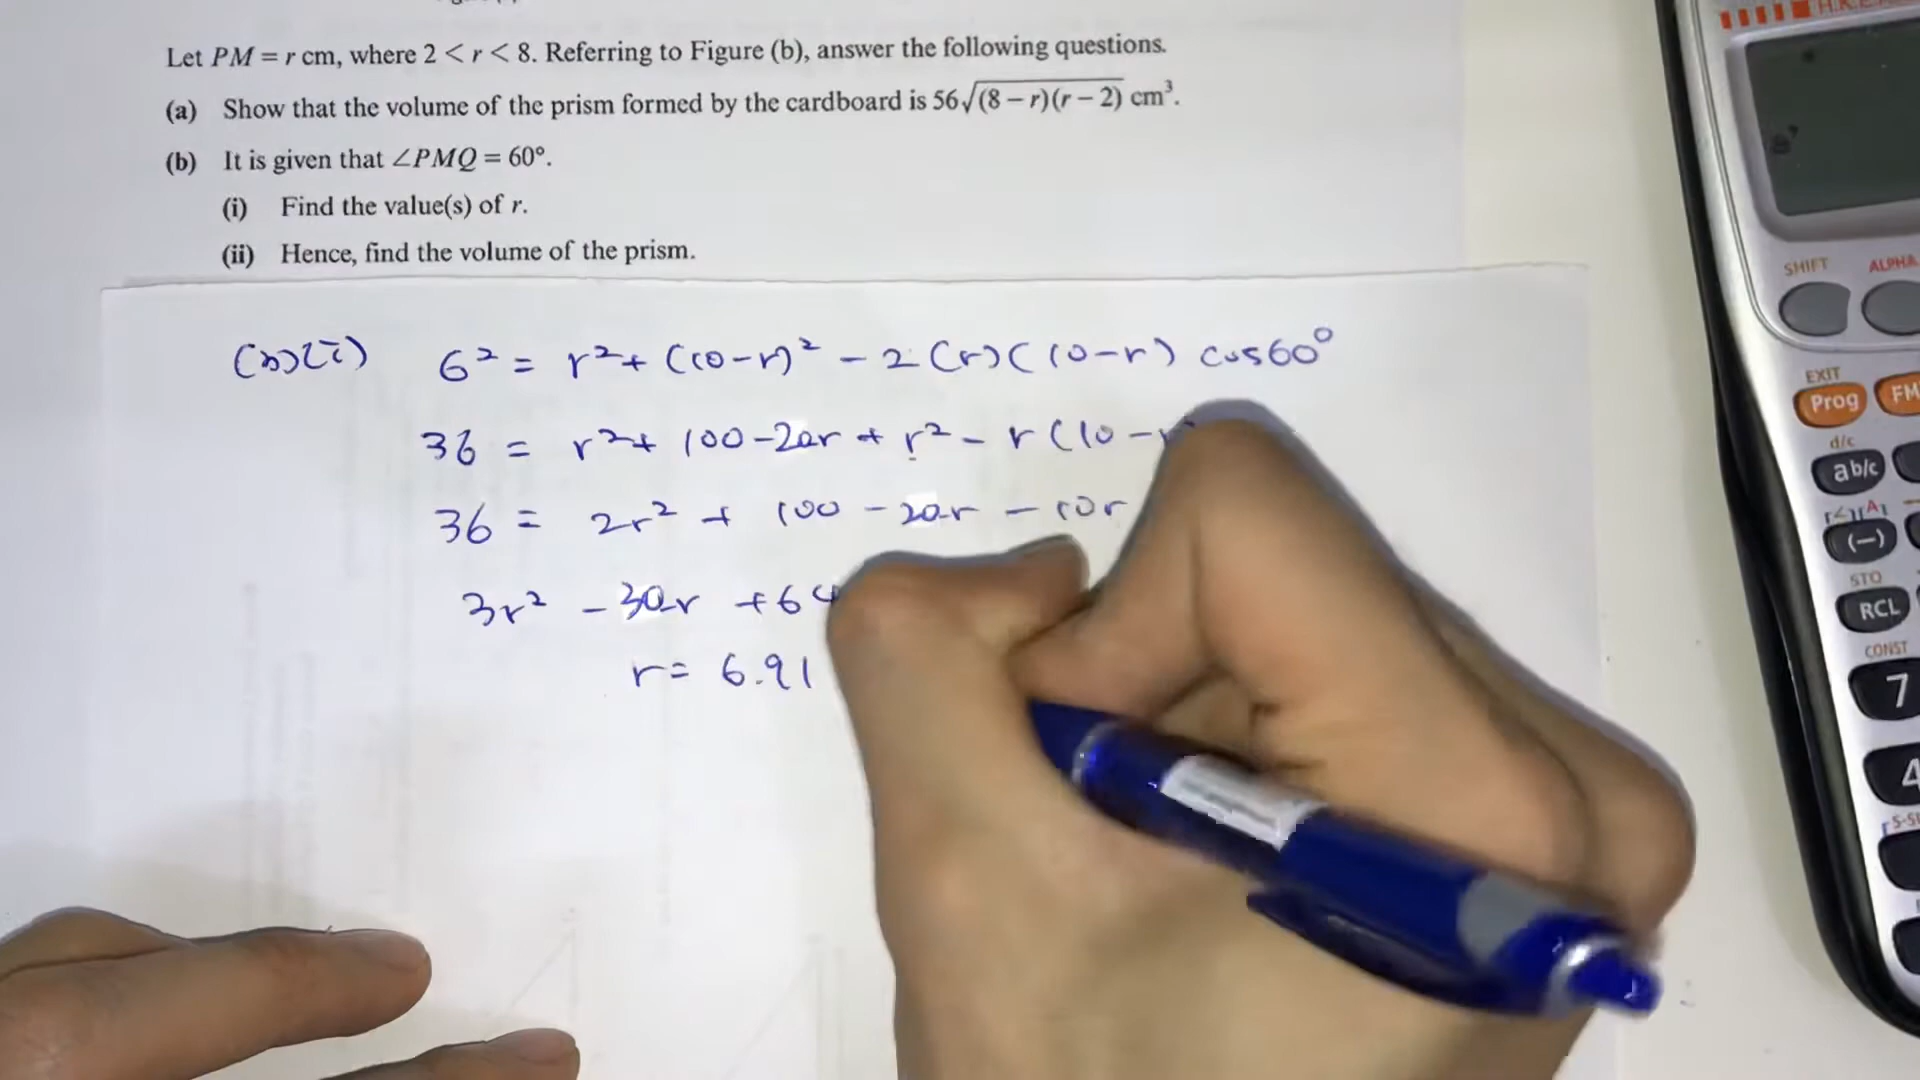 Let PM = r cm, where 2 < r < 8. Referring to Figure (b), answer the following questions.
(a) Show that the volume of the prism formed by the cardboard is 56√(8 – r)(r – 2) cm³.
(b) It is given that ∠PMQ = 60°.
(i) Find the value(s) of r.
(ii) Hence, find the volume of the prism.
(b)(i) 6² = r² + (10-r)² - 2(r)(10-r) cos60°
36 = r² + 100 - 20r + r² - r(10 -
36 = 2r² + 100 - 20r - 10r
3r² - 30r + 64
r = 6.91
SHIFT ALPHA
EXIT
Prog FM
d/c
ab/c
(−)
STO
RCL
CONST
7
4